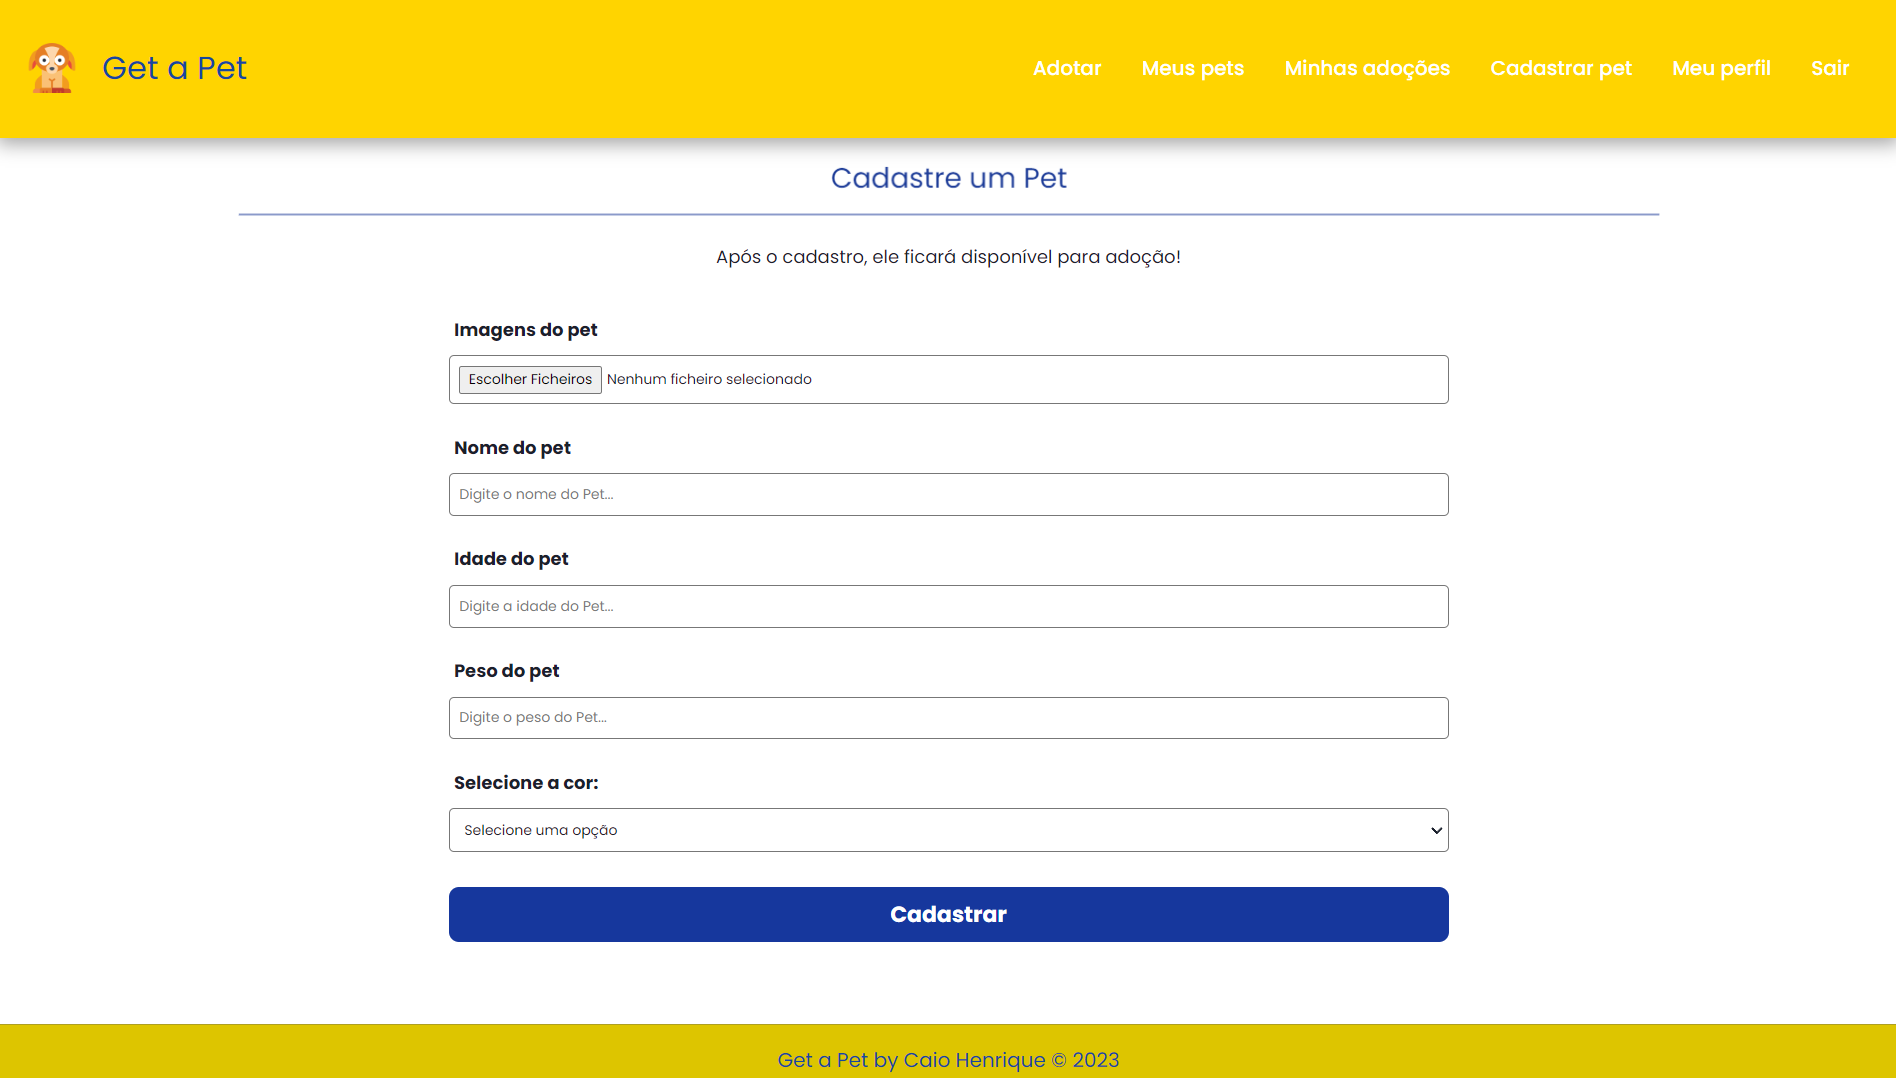 Get a Pet
Adotar Meus pets Minhas adoções Cadastrar pet Meu perfil Sair
Cadastre um Pet
Após o cadastro, ele ficará disponível para adoção!
Imagens do pet
Escolher Ficheiros Nenhum ficheiro selecionado
Nome do pet
Digite o nome do Pet...
Idade do pet
Digite a idade do Pet...
Peso do pet
Digite o peso do Pet...
Selecione a cor:
Selecione uma opção
Cadastrar
Get a Pet by Caio Henrique © 2023